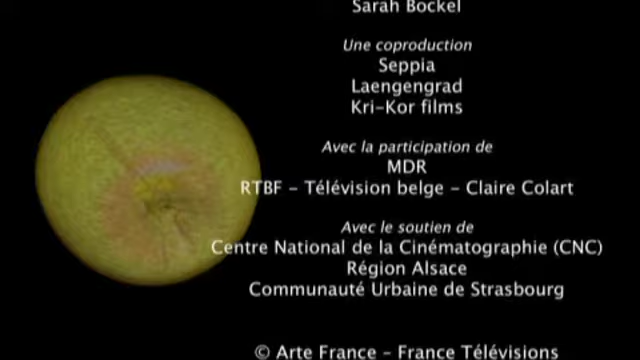 Sarah Bockel
Une coproduction
Seppia
Laengengrad
Kri-Kor films
Avec la participation de
MDR
RTBF - Télévision belge - Claire Colart
Avec le soutien de
Centre National de la Cinématographie (CNC)
Région Alsace
Communauté Urbaine de Strasbourg
© Arte France - France Télévisions